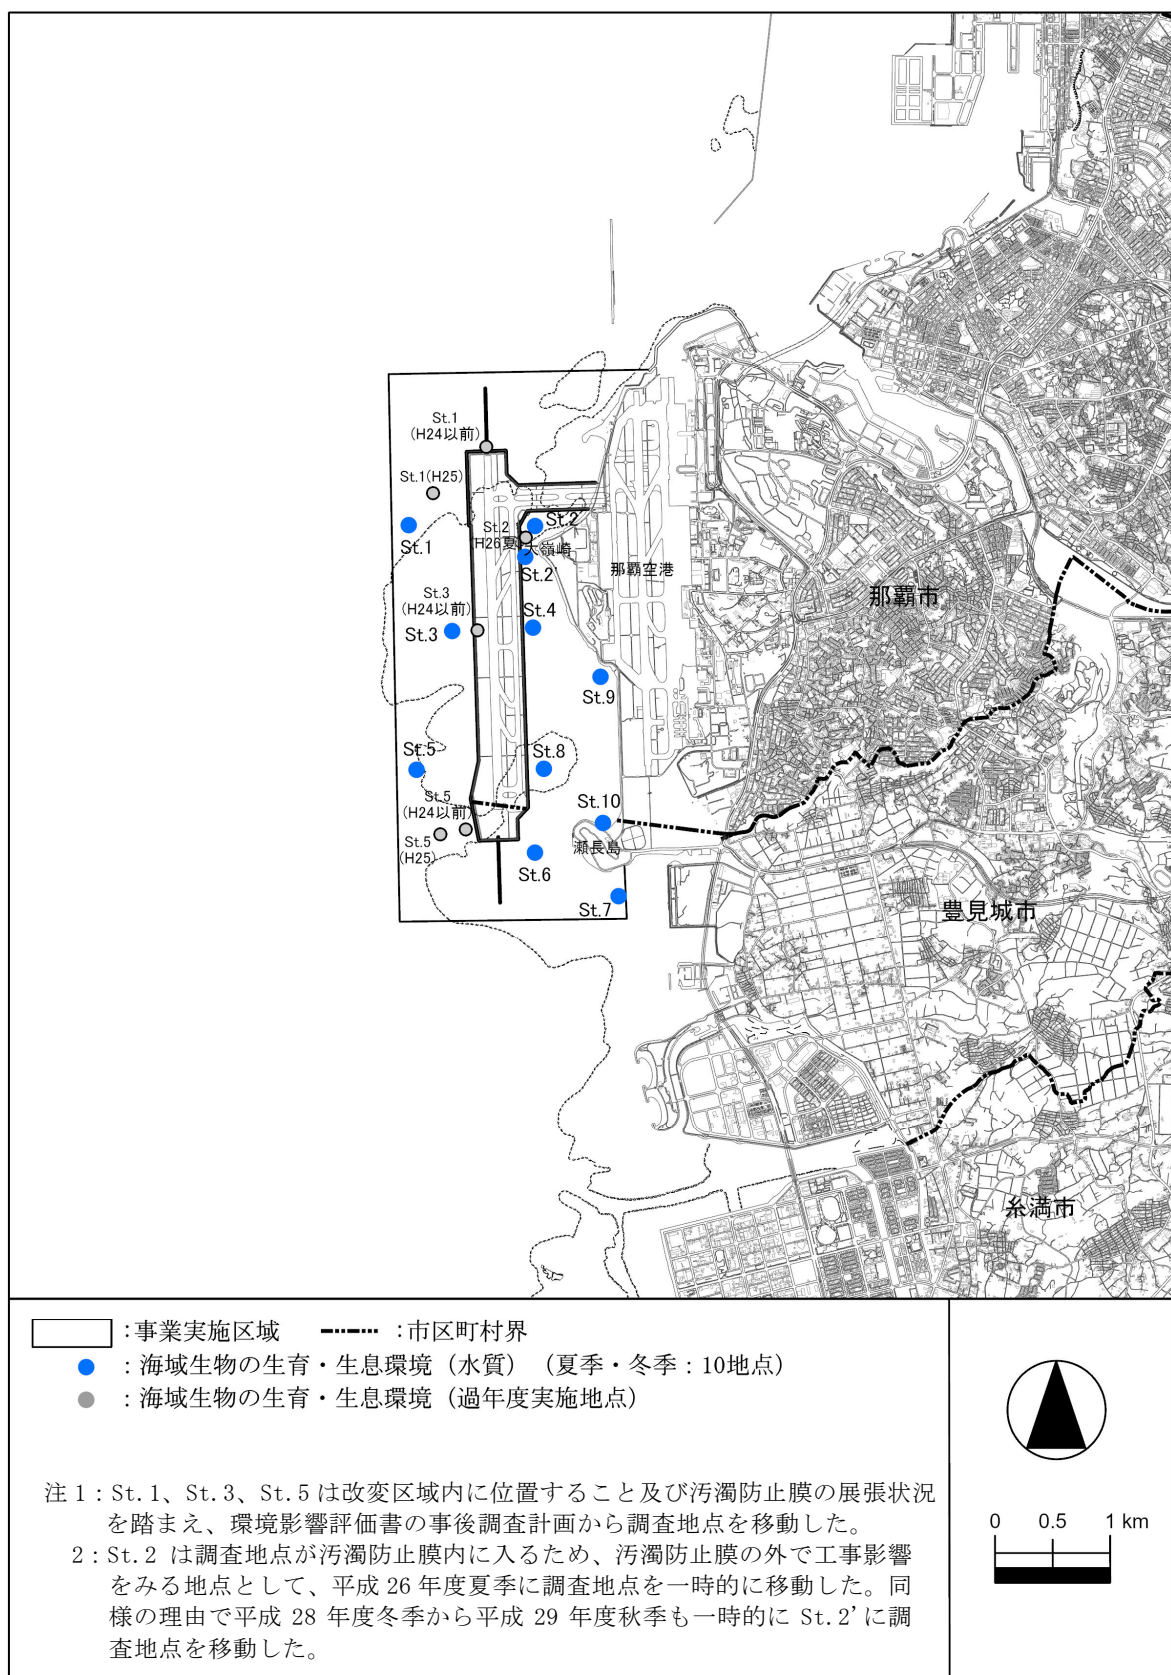 St.1
(H24以前)
St.1(H25)
St.1
St.2
(H26夏
St.2
大嶺崎
St.2'
那覇空港
那覇市
St.3
(H24以前)
St.3
St.4
St.9
St.5
St.8
St.5
(H24以前)
St.10
St.5
(H25)
瀬長島
St.6
St.7
豊見城市
糸満市
:事業実施区域 :市区町村界
:海域生物の生育・生息環境（水質）（夏季・冬季:10地点）
:海域生物の生育・生息環境（過年度実施地点）
注1:St.1、St.3、St.5は改変区域内に位置すること及び汚濁防止膜の展張状況
を踏まえ、環境影響評価書の事後調査計画から調査地点を移動した。
2:St.2 は調査地点が汚濁防止膜内に入るため、汚濁防止膜の外で工事影響
をみる地点として、平成26年度夏季に調査地点を一時的に移動した。同
様の理由で平成 28 年度冬季から平成 29 年度秋季も一時的に St.2'に調
査地点を移動した。
0 0.5 1 km